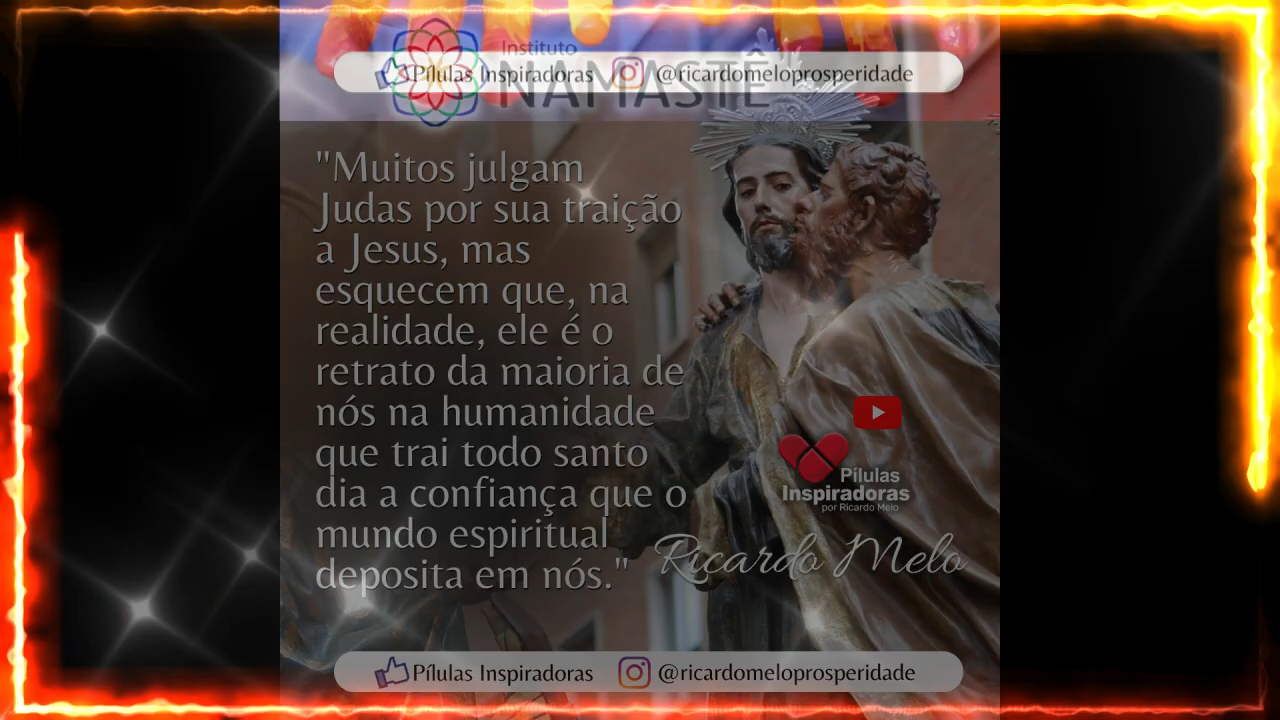 Instituto
NAMASTÊ
Pílulas Inspiradoras @ricardomeloprosperidade
"Muitos julgam
Judas por sua traição
a Jesus, mas
esquecem que, na
realidade, ele é o
retrato da maioria de
nós na humanidade
que trai todo santo
dia a confiança que o
mundo espiritual
deposita em nós."
Pílulas
Inspiradoras
por Ricardo Melo
Ricardo Melo
Pílulas Inspiradoras @ricardomeloprosperidade